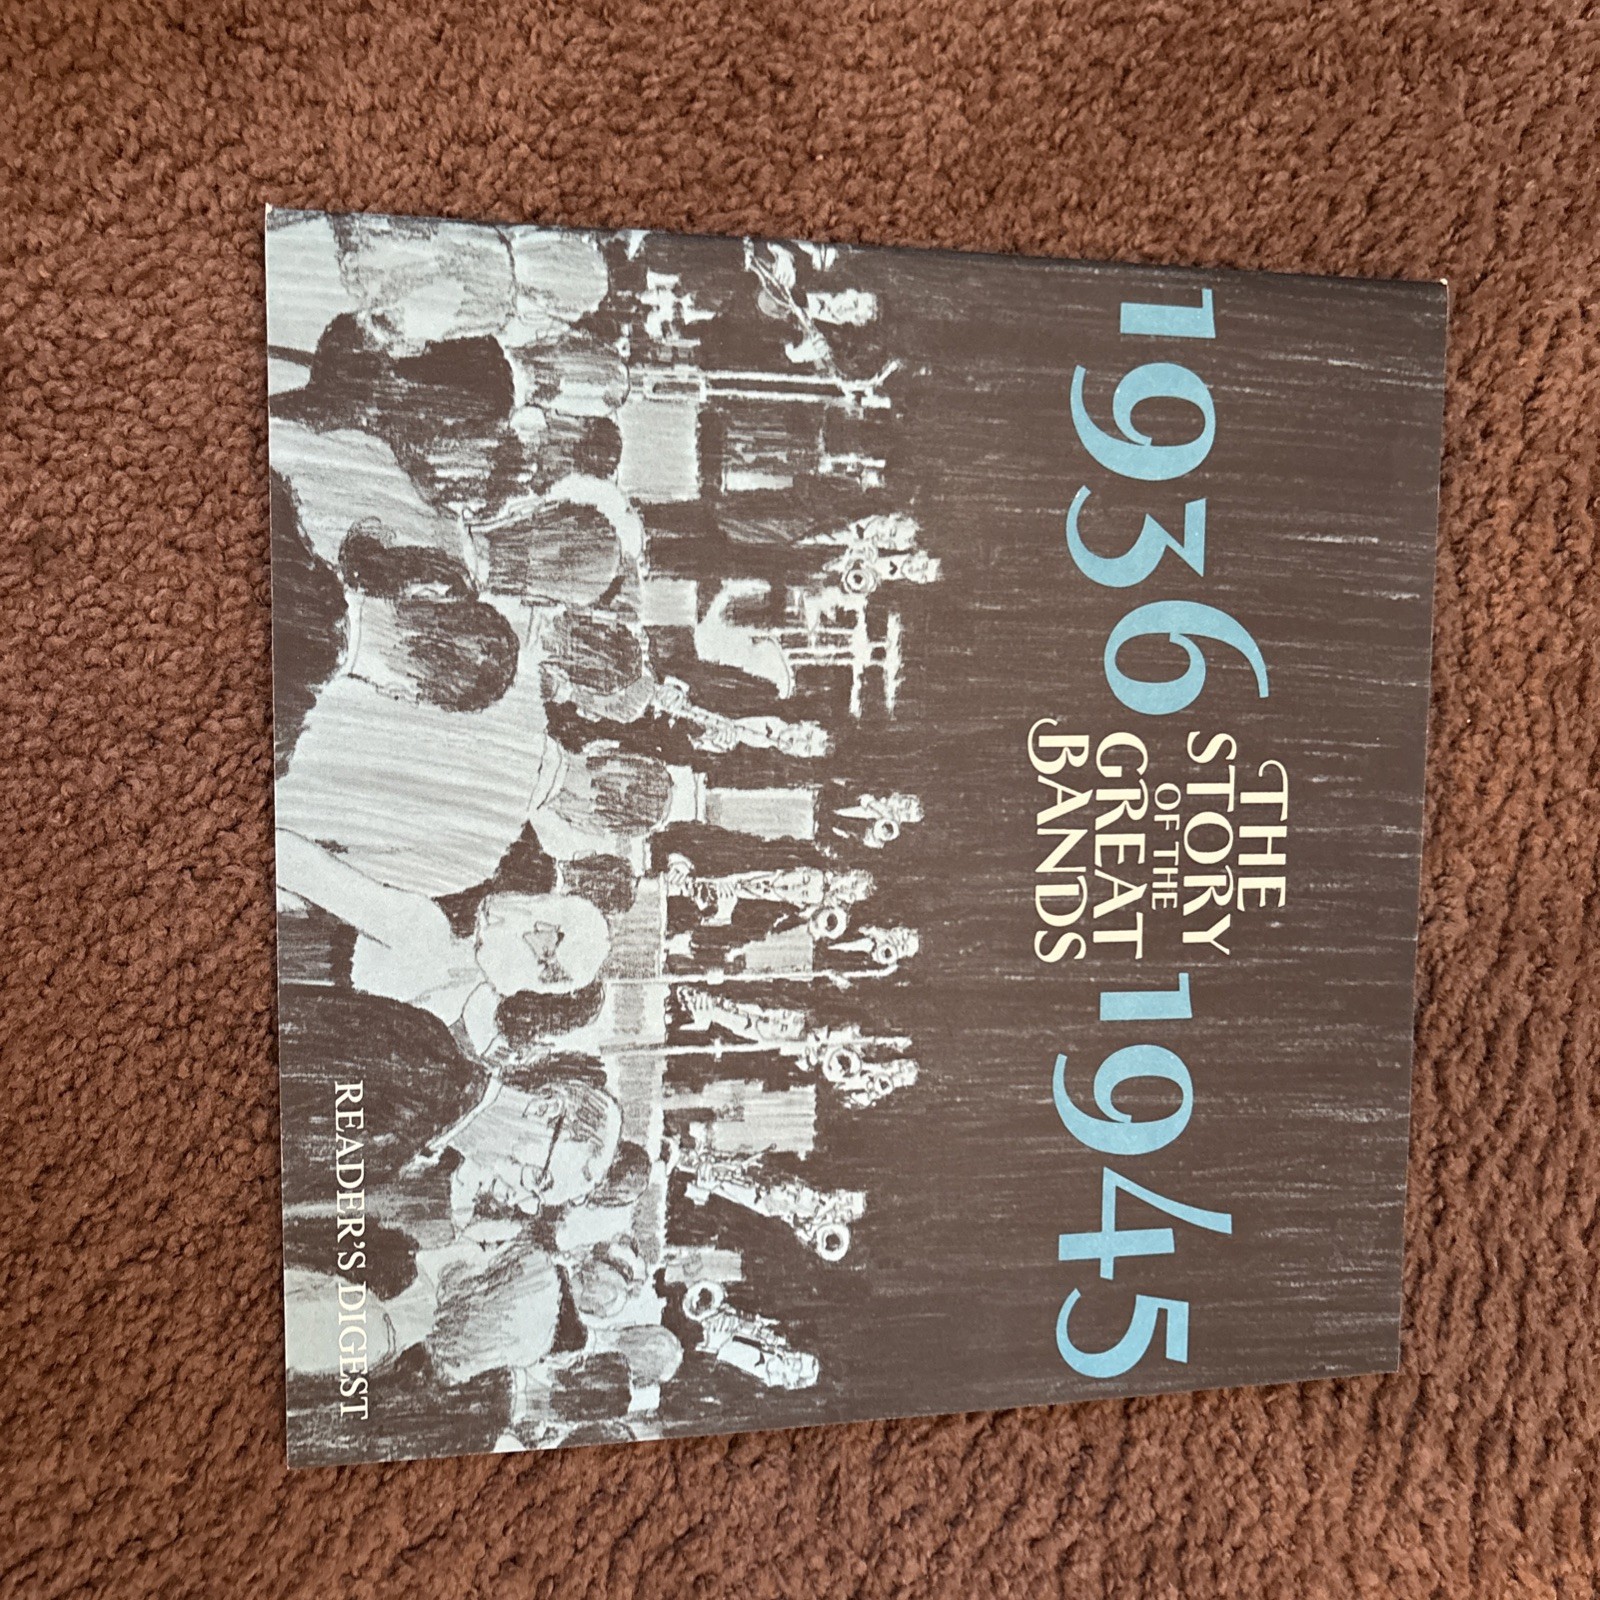 1936
THE
STORY
OF THE
GREAT
BANDS
1945
READER'S DIGEST